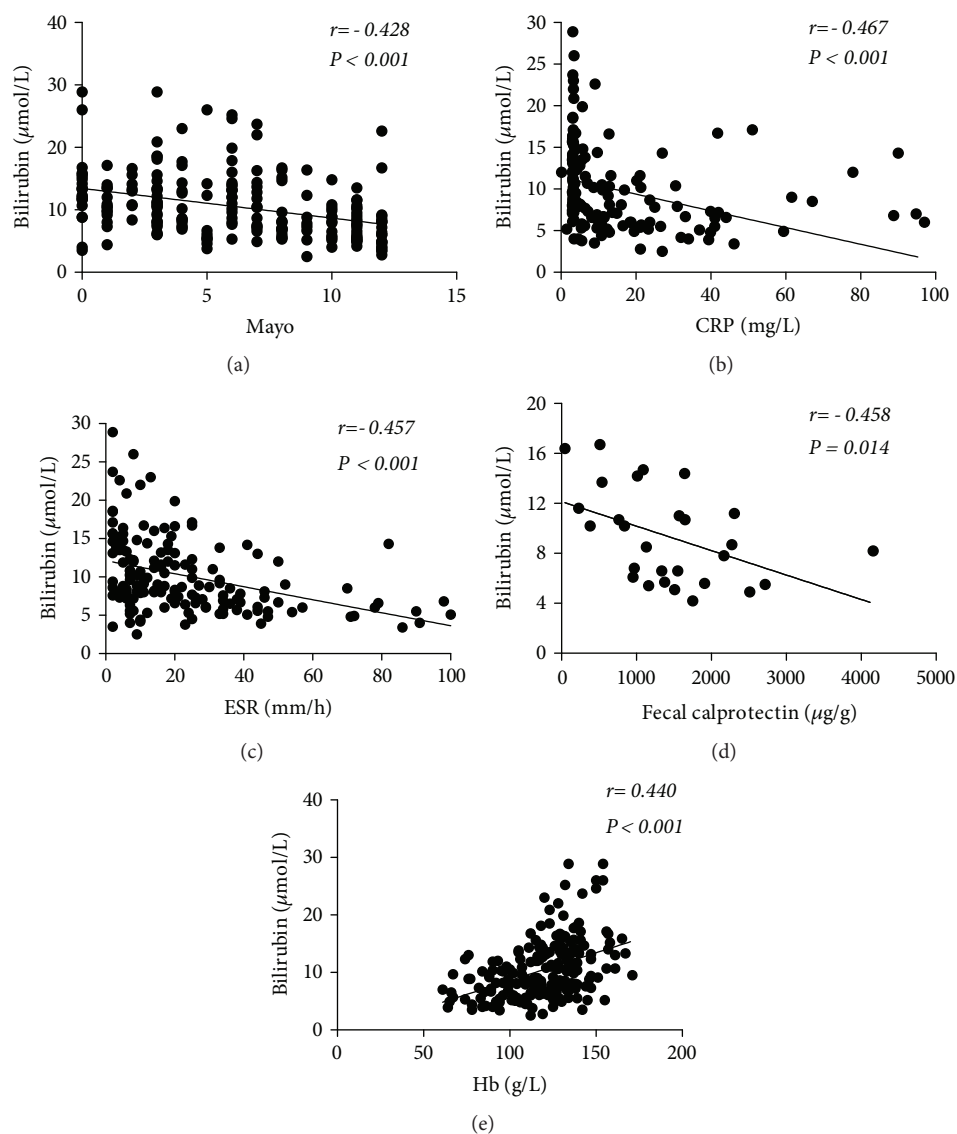 r= - 0.428
P < 0.001
Bilirubin (μmol/L)
40
30
20
10
0
0
5
10
15
Mayo
(a)
r= - 0.467
P < 0.001
Bilirubin (μmol/L)
30
25
20
15
10
5
0
0
20
40
60
80
100
CRP (mg/L)
(b)
r= - 0.457
P < 0.001
Bilirubin (μmol/L)
30
25
20
15
10
5
0
0
20
40
60
80
100
ESR (mm/h)
(c)
r= - 0.458
P = 0.014
Bilirubin (μmol/L)
20
16
12
8
4
0
0
1000
2000
3000
4000
5000
Fecal calprotectin (μg/g)
(d)
r= 0.440
P < 0.001
Bilirubin (μmol/L)
40
30
20
10
0
0
50
100
150
200
Hb (g/L)
(e)